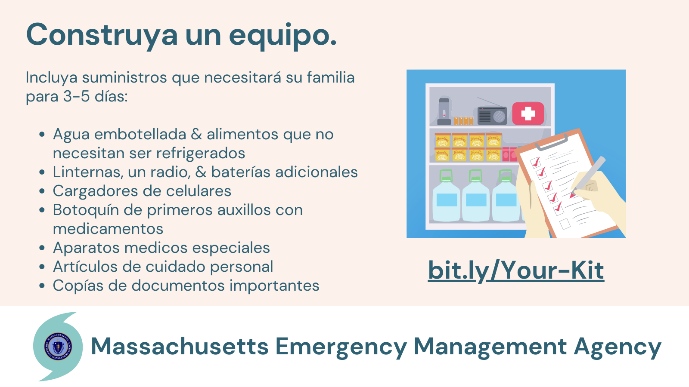 Construya un equipo.
Incluya suministros que necesitará su familia
para 3-5 días:
• Agua embotellada & alimentos que no
necesitan ser refrigerados
• Linternas, un radio, & baterías adicionales
• Cargadores de celulares
• Botoquín de primeros auxillos con
medicamentos
• Aparatos medicos especiales
• Artículos de cuidado personal
• Copías de documentos importantes
bit.ly/Your-Kit
Massachusetts Emergency Management Agency